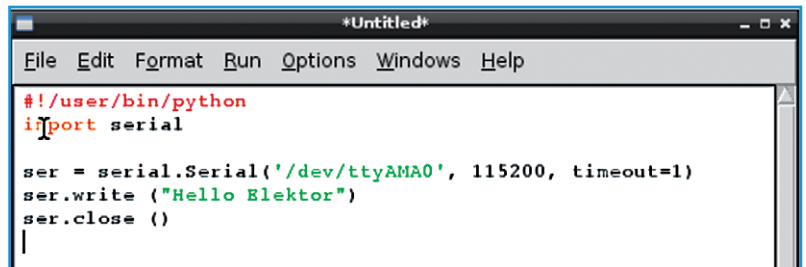 *Untitled*
File Edit Format Run Options Windows Help
#!/user/bin/python
import serial
ser = serial.Serial('/dev/ttyAMA0', 115200, timeout=1)
ser.write ("Hello Elektor")
ser.close ()